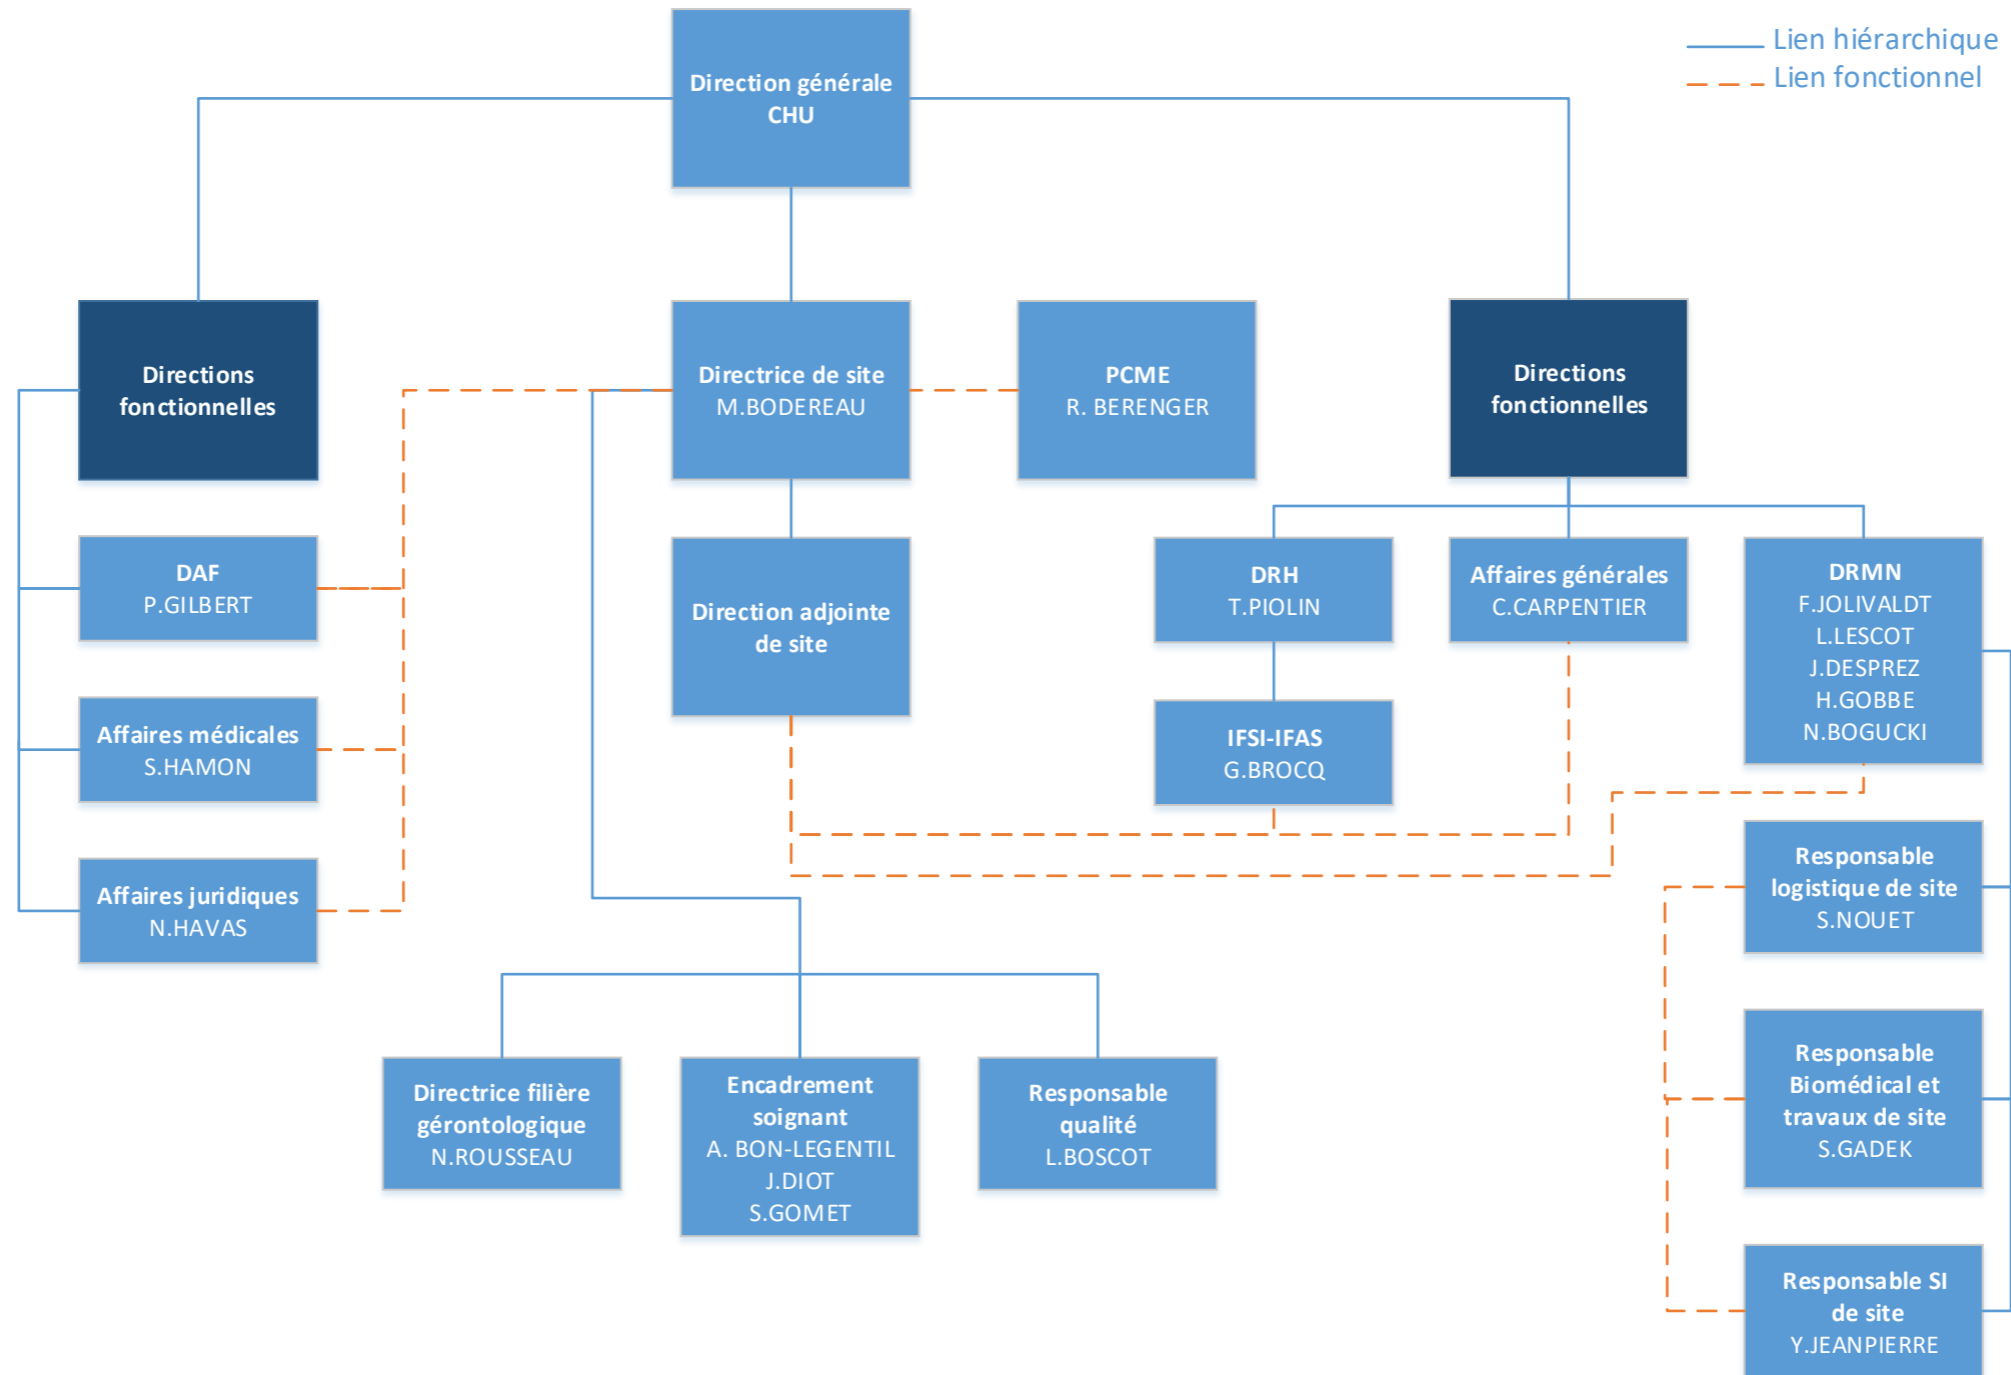 Lien hiérarchique
Lien fonctionnel
Direction générale
CHU
Directions
fonctionnelles
Directrice de site
M.BODEREAU
PCME
R. BERENGER
Directions
fonctionnelles
DAF
P.GILBERT
Affaires médicales
S.HAMON
Affaires juridiques
N.HAVAS
Direction adjointe
de site
DRH
T.PIOLIN
IFSI-IFAS
G.BROCQ
Affaires générales
C.CARPENTIER
DRMN
F.JOLIVALDT
L.LESCOT
J.DESPREZ
H.GOBBE
N.BOGUCKI
Responsable
logistique de site
S.NOUET
Responsable
Biomédical et
travaux de site
S.GADEK
Responsable SI
de site
Y.JEANPIERRE
Directrice filière
gérontologique
N.ROUSSEAU
Encadrement
soignant
A. BON-LEGENTIL
J.DIOT
S.GOMET
Responsable
qualité
L.BOSCOT